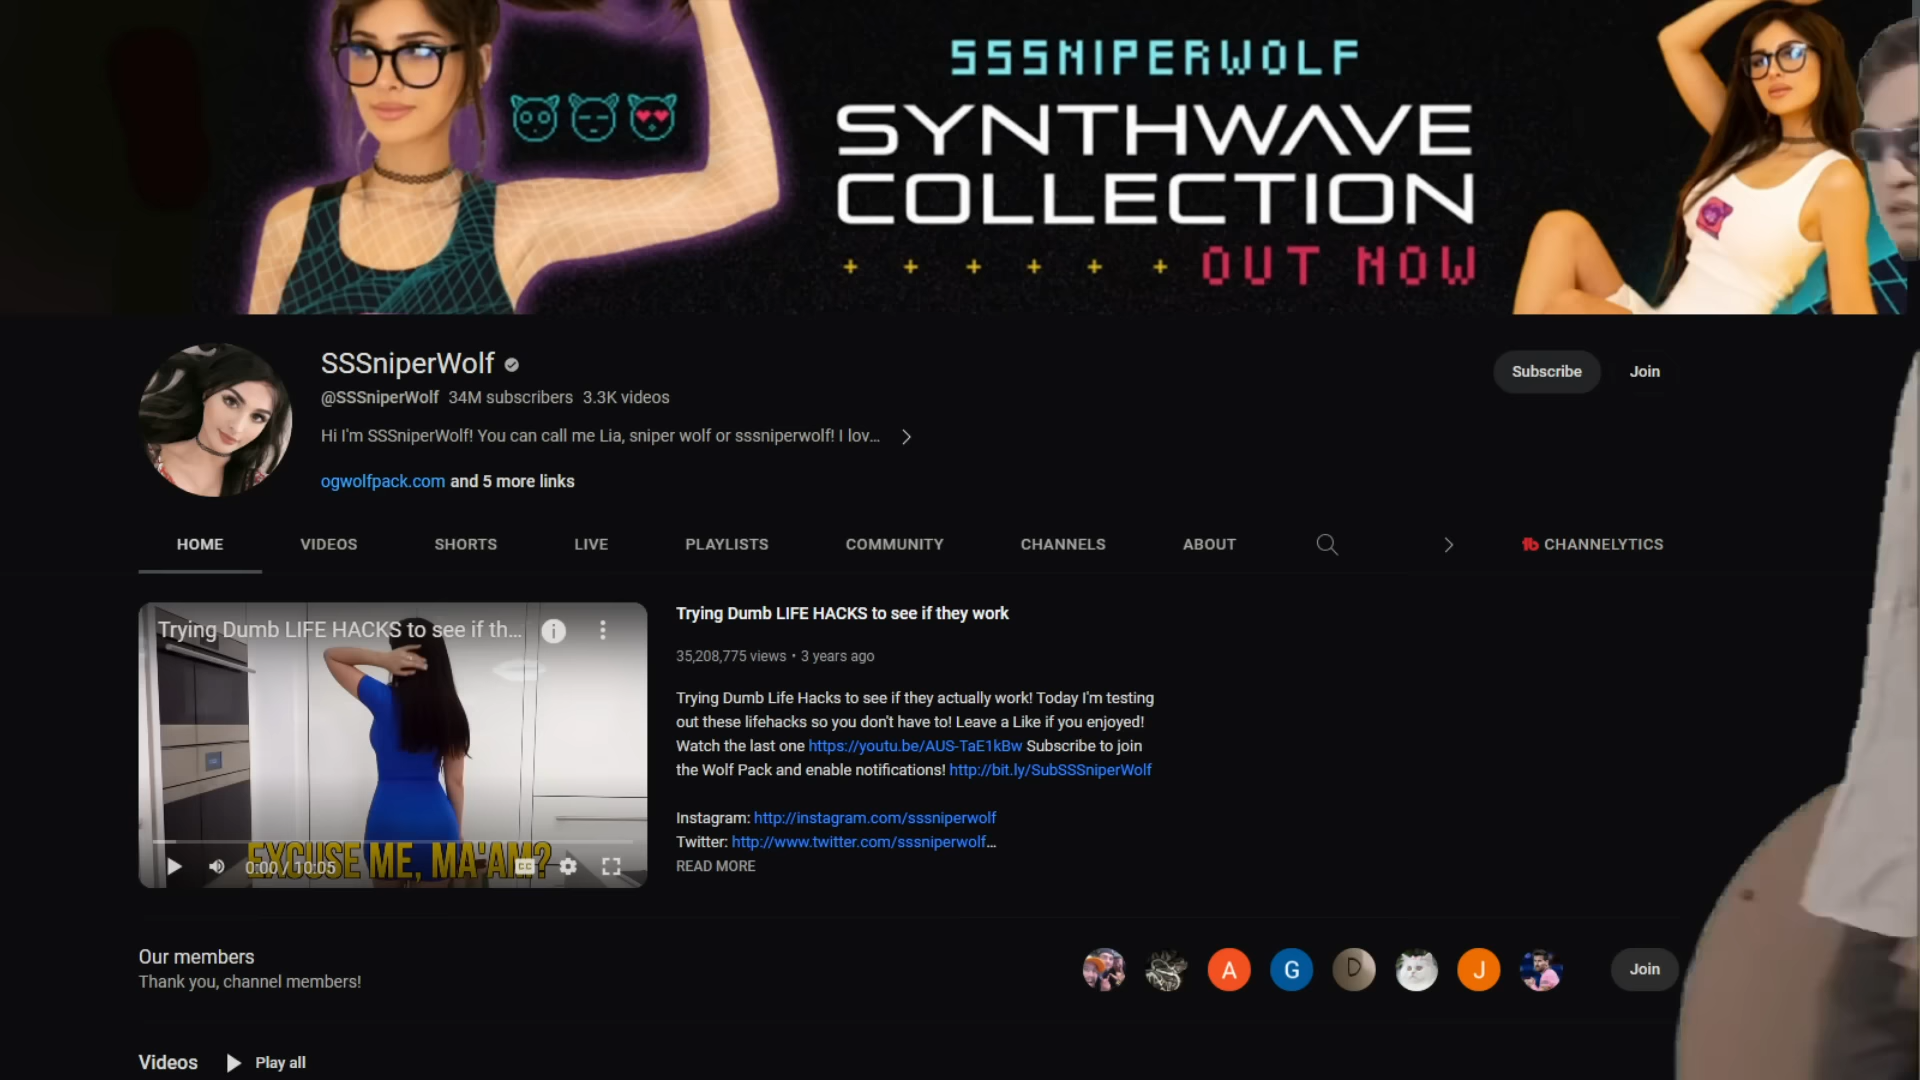 SSSNIPERWOLF
SYNTHWAVE
COLLECTION
OUT NOW
SSSniperWolf
@SSSniperWolf 34M subscribers 3.3K videos
Hi I'm SSSniperWolf! You can call me Lia, sniper wolf or sssniperwolf! I lov...
ogwolfpack.com and 5 more links
Subscribe
Join
HOME VIDEOS SHORTS LIVE PLAYLISTS COMMUNITY CHANNELS ABOUT CHANNELYTICS
Trying Dumb LIFE HACKS to see if th...
EXCUSE ME, MA'AM?
0:00 / 10:05
Trying Dumb LIFE HACKS to see if they work
35,208,775 views • 3 years ago
Trying Dumb Life Hacks to see if they actually work! Today I'm testing
out these lifehacks so you don't have to! Leave a Like if you enjoyed!
Watch the last one https://youtu.be/AUS-TaE1kBw Subscribe to join
the Wolf Pack and enable notifications! http://bit.ly/SubSSSniperWolf
Instagram: http://instagram.com/sssniperwolf
Twitter: http://www.twitter.com/sssniperwolf...
READ MORE
Our members
Thank you, channel members!
A G D J
Join
Videos Play all